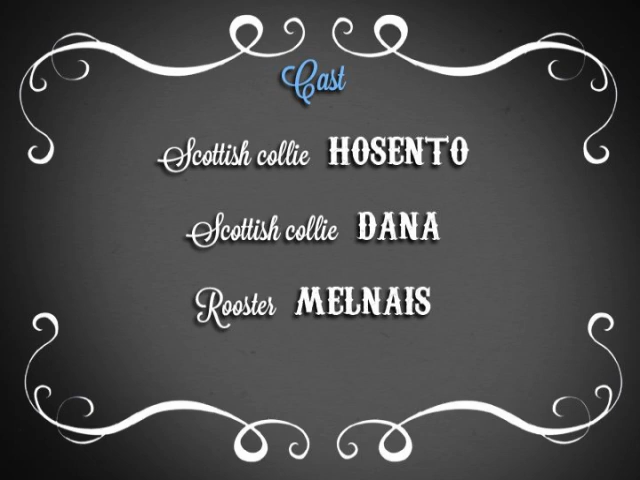 Cast
Scottish collie HOSENTO
Scottish collie DANA
Rooster MELNAIS